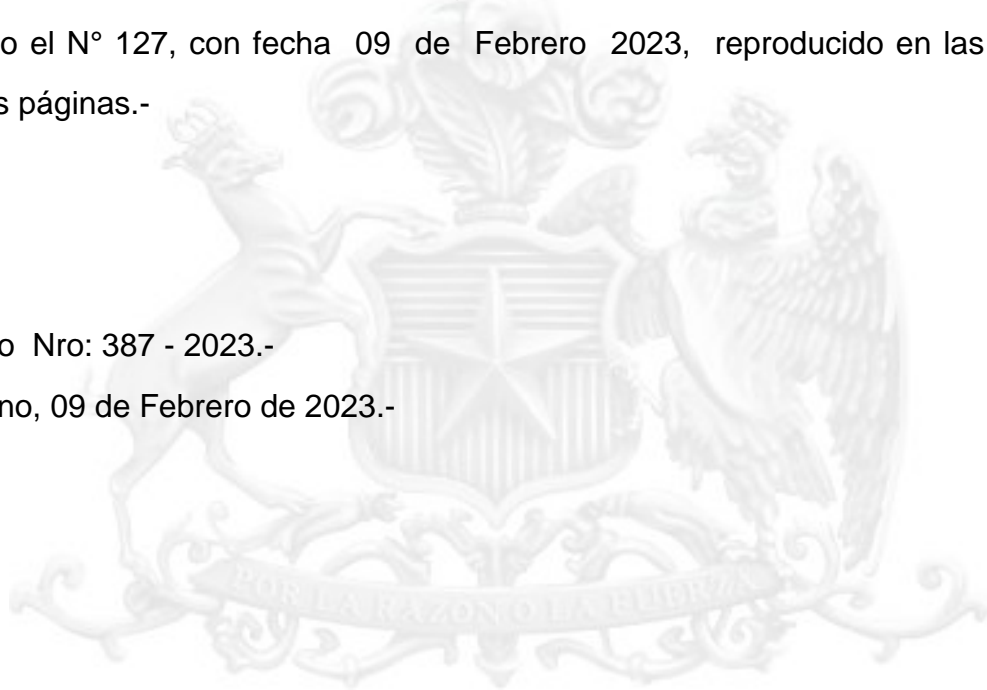 o el N° 127, con fecha 09 de Febrero 2023, reproducido en las
s páginas.-
o Nro: 387 - 2023.-
no, 09 de Febrero de 2023.-
POR LA RAZON O LA FUERZA